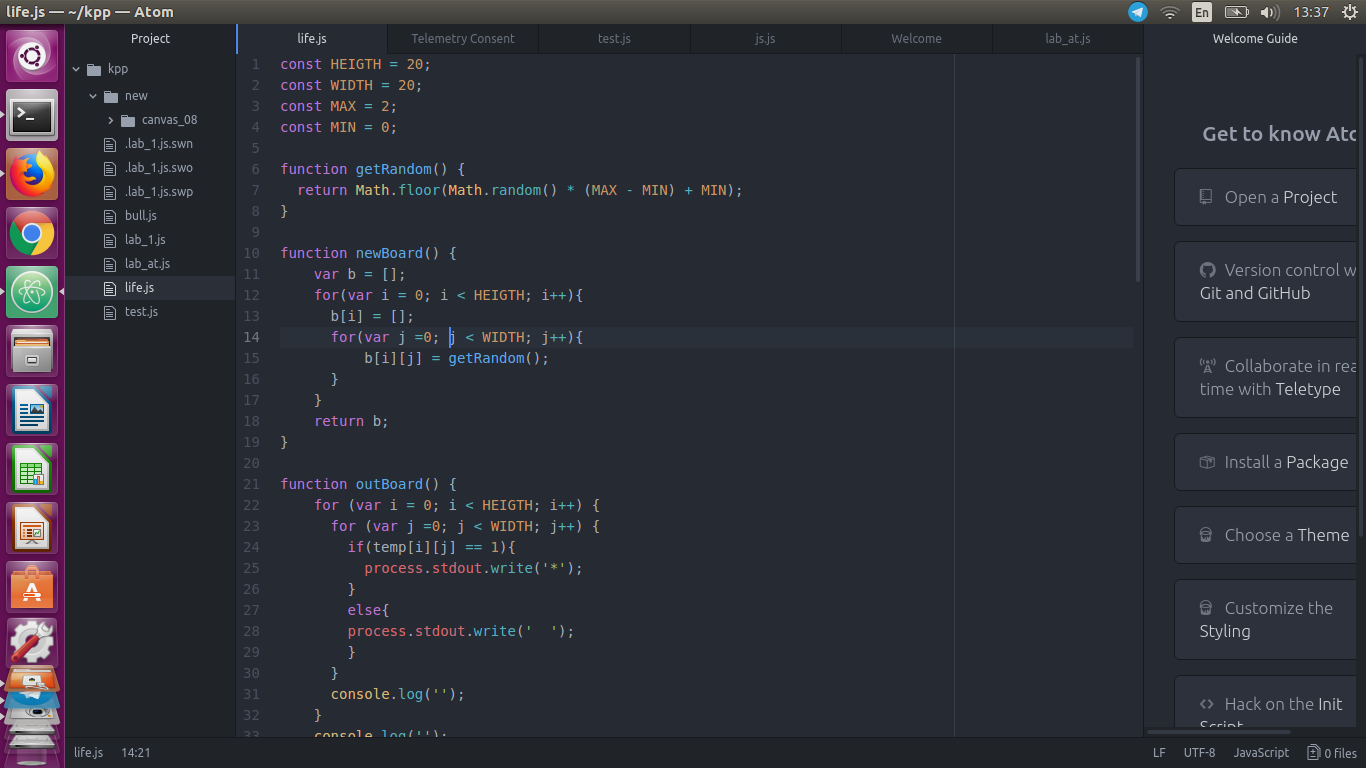 life.js — ~/kpp — Atom
En
13:37
Project
kpp
new
canvas_08
.lab_1.js.swn
.lab_1.js.swo
.lab_1.js.swp
bull.js
lab_1.js
lab_at.js
life.js
test.js
life.js
Telemetry Consent
test.js
js.js
Welcome
lab_at.js
1 const HEIGTH = 20;
2 const WIDTH = 20;
3 const MAX = 2;
4 const MIN = 0;
5
6 function getRandom() {
7   return Math.floor(Math.random() * (MAX - MIN) + MIN);
8 }
9
10 function newBoard() {
11     var b = [];
12     for(var i = 0; i < HEIGTH; i++){
13       b[i] = [];
14       for(var j =0; j < WIDTH; j++){
15           b[i][j] = getRandom();
16       }
17     }
18     return b;
19 }
20
21 function outBoard() {
22     for (var i = 0; i < HEIGTH; i++) {
23       for (var j =0; j < WIDTH; j++) {
24         if(temp[i][j] == 1){
25           process.stdout.write('*');
26         }
27         else{
28         process.stdout.write('  ');
29         }
30       }
31       console.log('');
32     }
33     console.log('');
Welcome Guide
Get to know Ato
Open a Project
Version control w
Git and GitHub
Collaborate in rea
time with Teletype
Install a Package
Choose a Theme
Customize the
Styling
Hack on the Init
Script
life.js 14:21
LF UTF-8 JavaScript 0 files